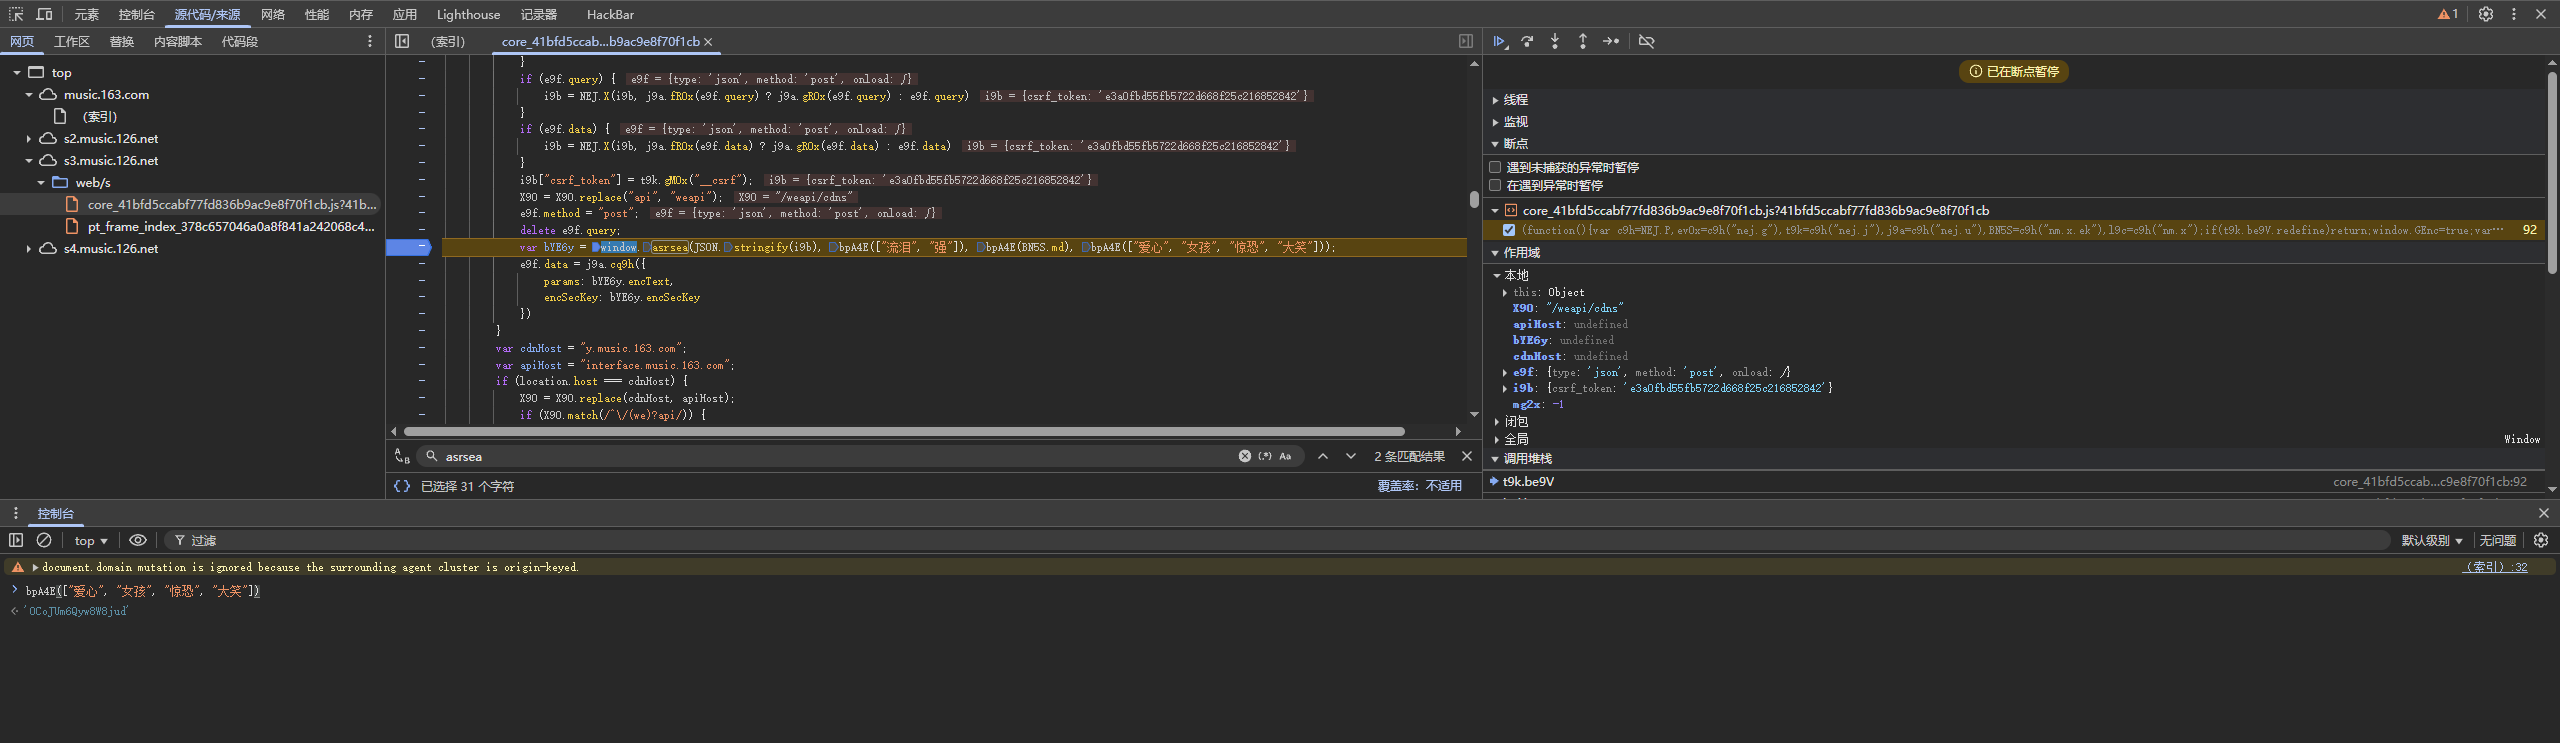 元素 控制台 源代码/来源 网络 性能 内存 应用 Lighthouse 记录器 HackBar 1
网页 工作区 替换 内容脚本 代码段
top
music.163.com
(索引)
s2.music.126.net
s3.music.126.net
web/s
core_41bfd5ccabf77fd836b9ac9e8f70f1cb.js?41b...
pt_frame_index_378c657046a0a8f841a242068c4...
s4.music.126.net
(索引) core_41bfd5ccab...b9ac9e8f70f1cb
}
if (e9f.query) { e9f = {type: 'json', method: 'post', onload: ƒ}
i9b = NEJ.X(i9b, j9a.fROx(e9f.query) ? j9a.gROx(e9f.query) : e9f.query) i9b = {csrf_token: 'e3a0fbd55fb5722d668f25c216852842'}
}
if (e9f.data) { e9f = {type: 'json', method: 'post', onload: ƒ}
i9b = NEJ.X(i9b, j9a.fROx(e9f.data) ? j9a.gROx(e9f.data) : e9f.data) i9b = {csrf_token: 'e3a0fbd55fb5722d668f25c216852842'}
}
i9b["csrf_token"] = t9k.gMOx("__csrf"); i9b = {csrf_token: 'e3a0fbd55fb5722d668f25c216852842'}
X9O = X9O.replace("api", "weapi"); X9O = "/weapi/cdns"
e9f.method = "post"; e9f = {type: 'json', method: 'post', onload: ƒ}
delete e9f.query;
var bYE6y = window.asrsea(JSON.stringify(i9b), bpA4E(["流泪", "强"]), bpA4E(BN5S.md), bpA4E(["爱心", "女孩", "惊恐", "大笑"]));
e9f.data = j9a.cq9h({
params: bYE6y.encText,
encSecKey: bYE6y.encSecKey
})
}
var cdnHost = "y.music.163.com";
var apiHost = "interface.music.163.com";
if (location.host === cdnHost) {
X9O = X9O.replace(cdnHost, apiHost);
if (X9O.match(/^\/(we)?api/)) {
asrsea (.*) Aa 2 条匹配结果
{} 已选择 31 个字符 覆盖率：不适用
已在断点暂停
线程
监视
断点
遇到未捕获的异常时暂停
在遇到异常时暂停
core_41bfd5ccabf77fd836b9ac9e8f70f1cb.js?41bfd5ccabf77fd836b9ac9e8f70f1cb
(function(){var c9h=NEJ.P,ev0x=c9h("nej.g"),t9k=c9h("nej.j"),j9a=c9h("nej.u"),BN5S=c9h("nm.x.ek"),l9c=c9h("nm.x");if(t9k.be9V.redefine)return;window.GEnc=true;var⋯ 92
作用域
本地
this: Object
X9O: "/weapi/cdns"
apiHost: undefined
bYE6y: undefined
cdnHost: undefined
e9f: {type: 'json', method: 'post', onload: ƒ}
i9b: {csrf_token: 'e3a0fbd55fb5722d668f25c216852842'}
mg2x: -1
闭包
全局 Window
调用堆栈
t9k.be9V core_41bfd5ccab...c9e8f70f1cb:92
控制台
top 过滤 默认级别 无问题
document.domain mutation is ignored because the surrounding agent cluster is origin-keyed. (索引):32
bpA4E(["爱心", "女孩", "惊恐", "大笑"])
'0CoJUm6Qyw8W8jud'